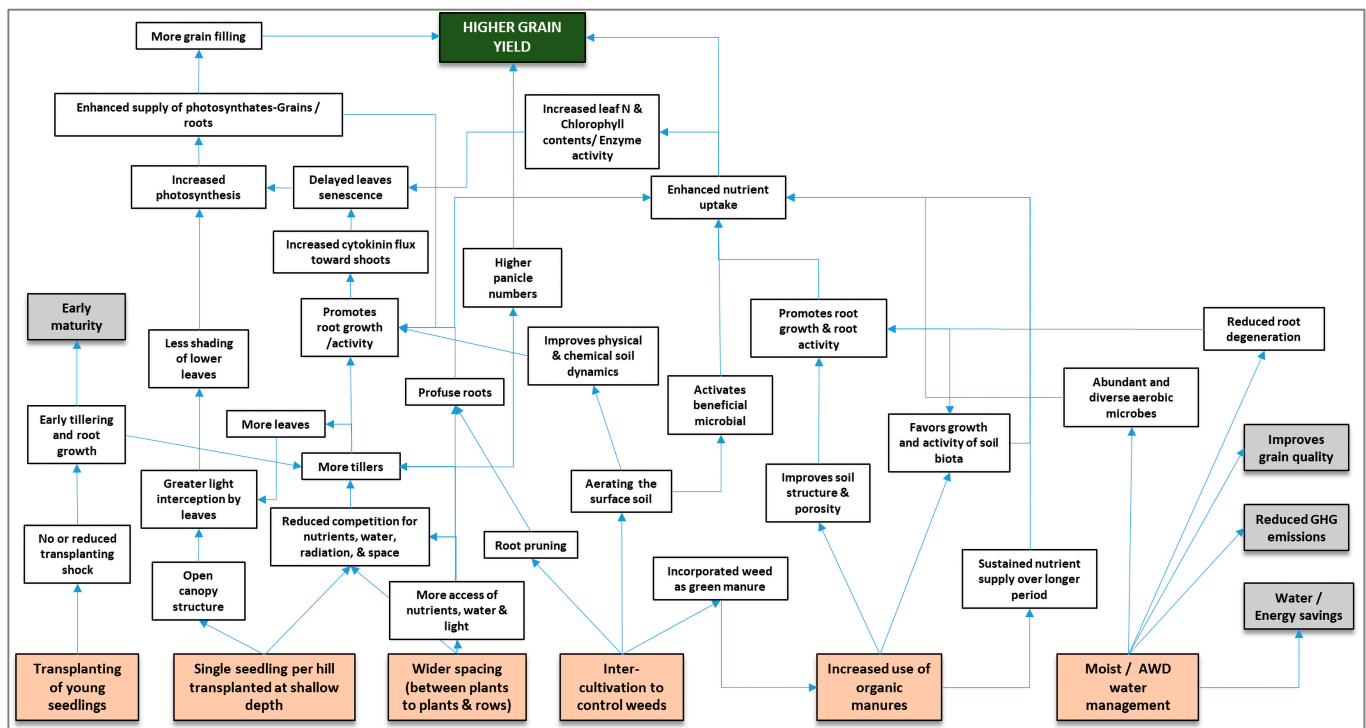 More grain filling
HIGHER GRAIN
YIELD
Enhanced supply of photosynthates-Grains /
roots
Increased leaf N &
Chlorophyll
contents/ Enzyme
activity
Increased
photosynthesis
Delayed leaves
senescence
Enhanced nutrient
uptake
Increased cytokinin flux
toward shoots
Higher
panicle
numbers
Early
maturity
Promotes
root growth
/activity
Improves physical
& chemical soil
dynamics
Promotes root
growth & root
activity
Reduced root
degeneration
Less shading
of lower
leaves
Profuse roots
Activates
beneficial
microbial
Abundant and
diverse aerobic
microbes
Early tillering
and root
growth
More leaves
Favors growth
and activity of soil
biota
Improves
grain quality
More tillers
Greater light
interception by
leaves
Aerating the
surface soil
Improves soil
structure &
porosity
Reduced competition for
nutrients, water,
radiation, & space
Root pruning
Reduced GHG
emissions
No or reduced
transplanting
shock
Open
canopy
structure
More access of
nutrients, water &
light
Incorporated weed
as green manure
Sustained nutrient
supply over longer
period
Water /
Energy savings
Transplanting
of young
seedlings
Single seedling per hill
transplanted at shallow
depth
Wider spacing
(between plants
to plants & rows)
Inter-
cultivation to
control weeds
Increased use of
organic
manures
Moist / AWD
water
management